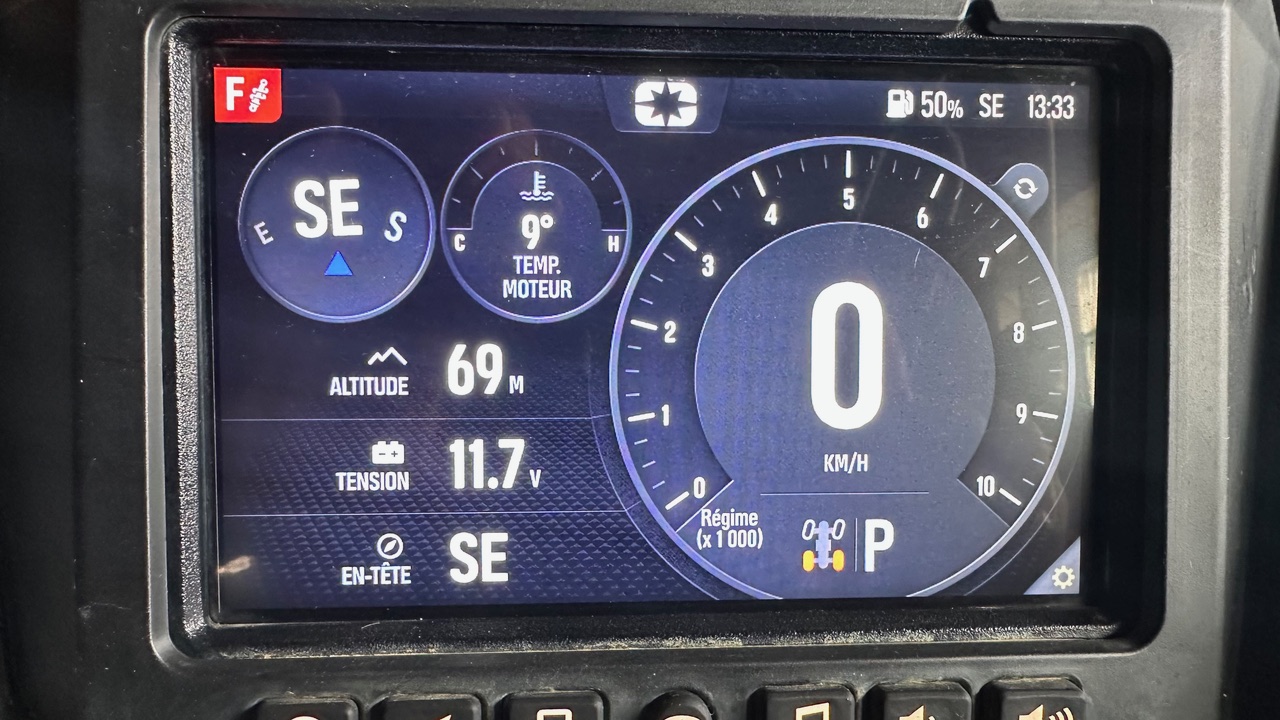 F
50% SE 13:33
E SE S
C H
9°
TEMP.
MOTEUR
ALTITUDE 69 M
TENSION 11.7 V
EN-TÊTE SE
0 1 2 3 4 5 6 7 8 9 10
0
KM/H
Régime
(x 1 000)
P